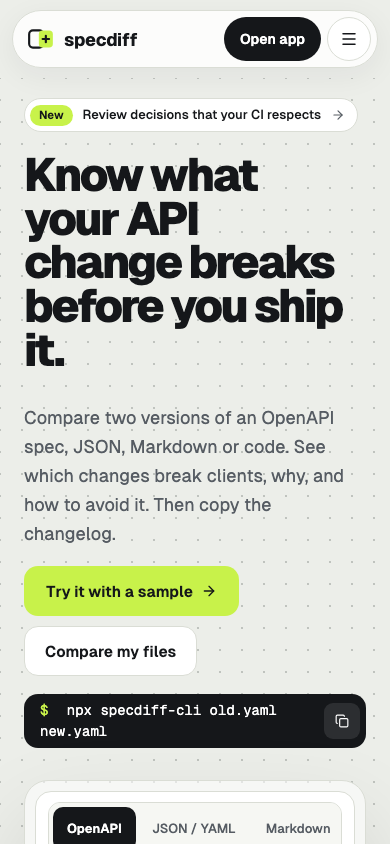 specdiff
Open app
New Review decisions that your CI respects →
Know what
your API
change breaks
before you ship
it.
Compare two versions of an OpenAPI
spec, JSON, Markdown or code. See
which changes break clients, why, and
how to avoid it. Then copy the
changelog.
Try it with a sample →
Compare my files
$ npx specdiff-cli old.yaml
new.yaml
OpenAPI JSON / YAML Markdown